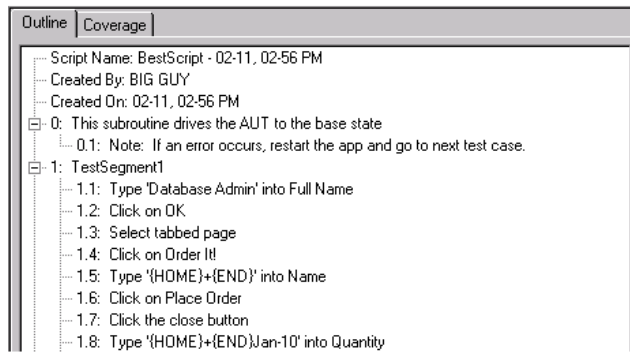 Outline Coverage
Script Name: BestScript - 02-11, 02-56 PM
Created By: BIG GUY
Created On: 02-11, 02-56 PM
0: This subroutine drives the AUT to the base state
0.1: Note: If an error occurs, restart the app and go to next test case.
1: TestSegment1
1.1: Type 'Database Admin' into Full Name
1.2: Click on OK
1.3: Select tabbed page
1.4: Click on Order It!
1.5: Type '{HOME}+{END}' into Name
1.6: Click on Place Order
1.7: Click the close button
1.8: Type '{HOME}+{END}Jan-10' into Quantity